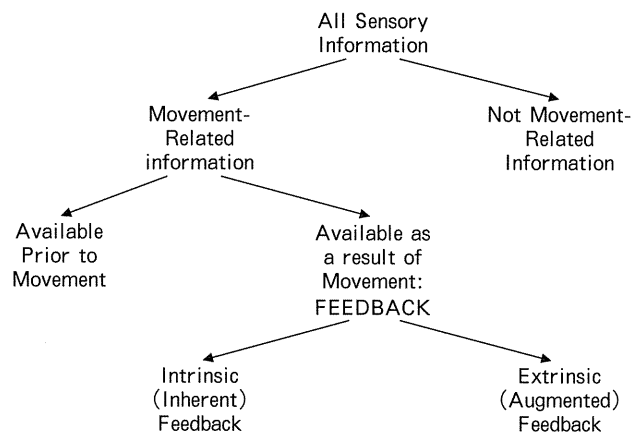 All Sensory
Information
Movement-
Related
information
Not Movement-
Related
Information
Available
Prior to
Movement
Available as
a result of
Movement:
FEEDBACK
Intrinsic
(Inherent)
Feedback
Extrinsic
(Augmented)
Feedback